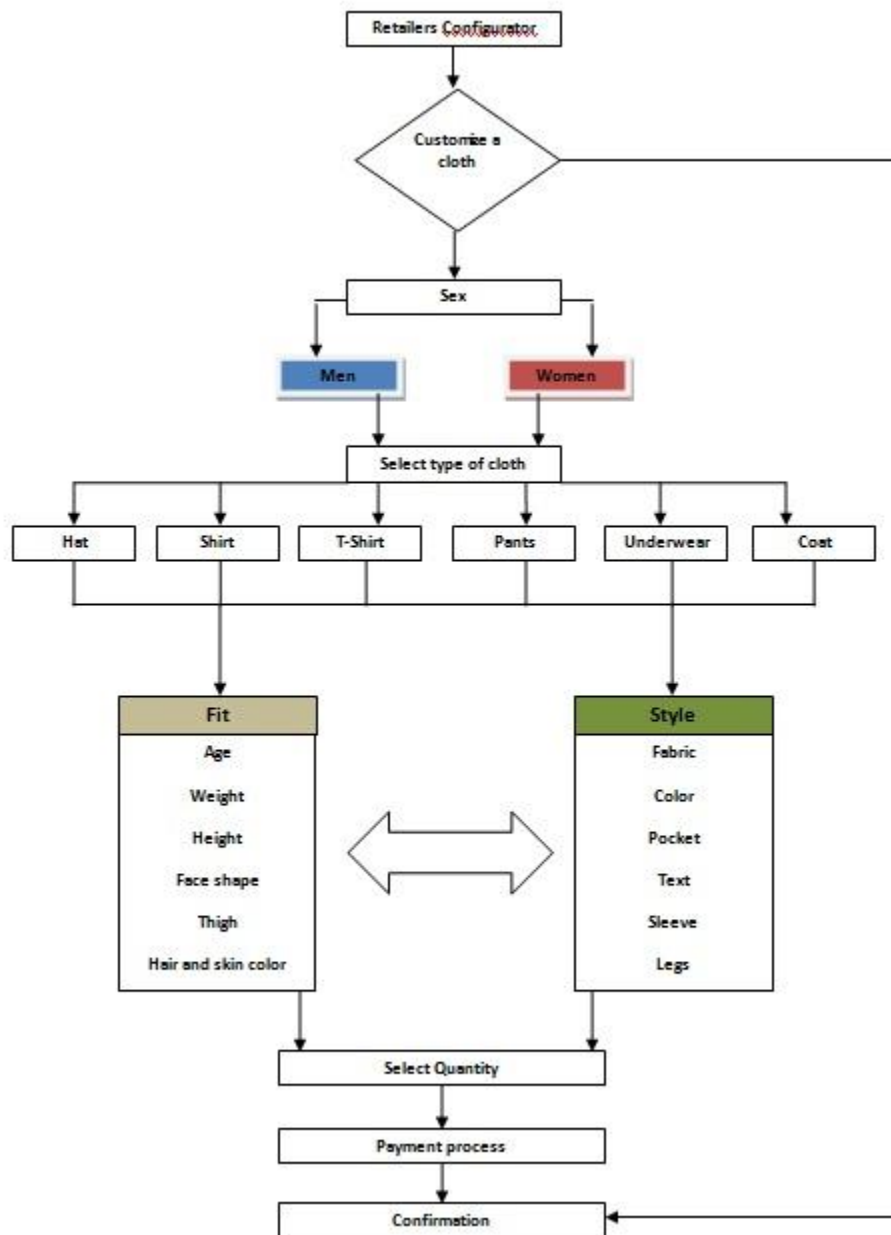 Retailers Configurator
Customize a
cloth
Sex
Men
Women
Select type of cloth
Hat
Shirt
T-Shirt
Pants
Underwear
Coat
Fit
Age
Weight
Height
Face shape
Thigh
Hair and skin color
Style
Fabric
Color
Pocket
Text
Sleeve
Legs
Select Quantity
Payment process
Confirmation